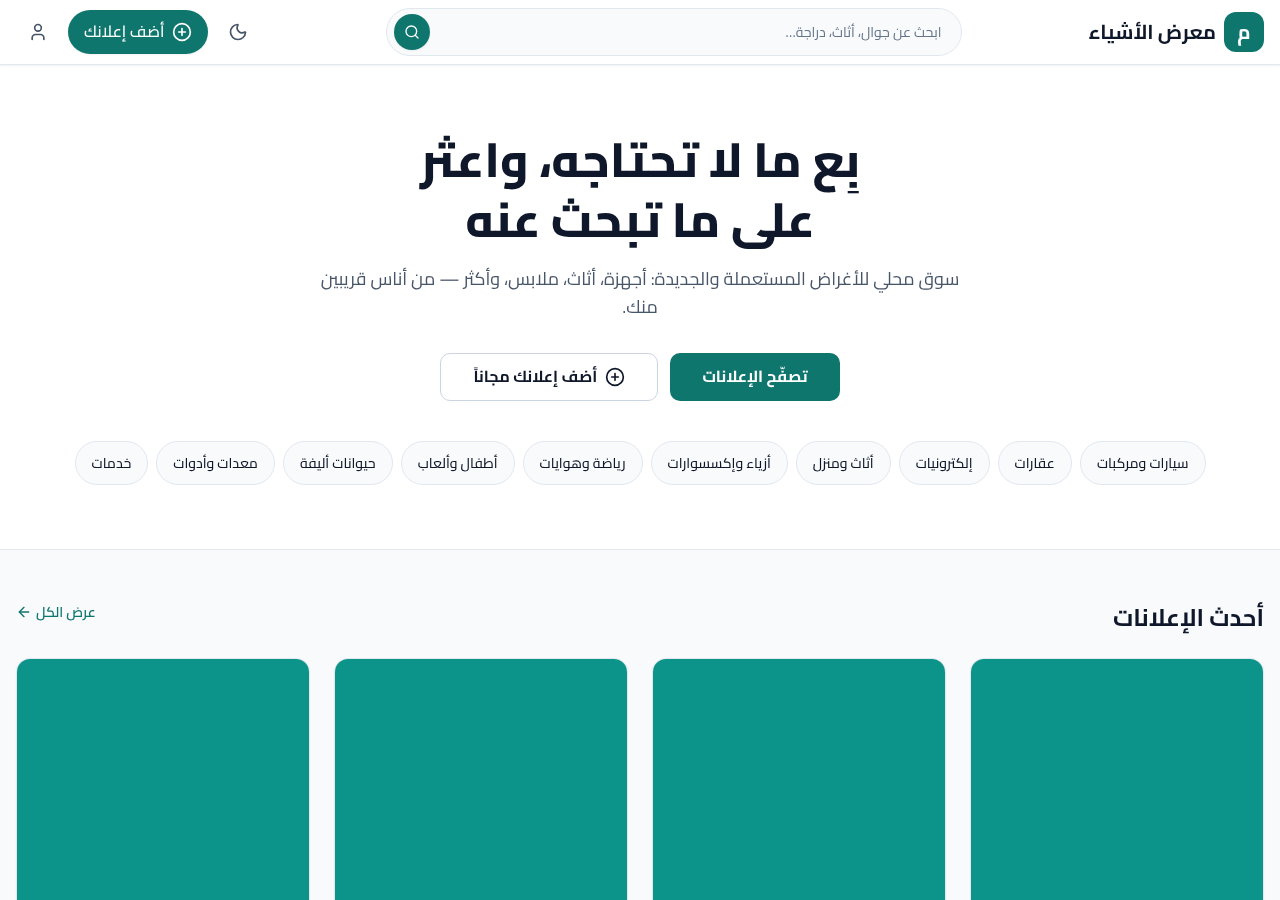 م
معرض الأشياء
ابحث عن جوال، أثاث، دراجة...
أضف إعلانك
بِع ما لا تحتاجه، واعثر
على ما تبحث عنه
سوق محلي للأغراض المستعملة والجديدة: أجهزة، أثاث، ملابس، وأكثر — من أناس قريبين
منك.
تصفّح الإعلانات
أضف إعلانك مجاناً
سيارات ومركبات
عقارات
إلكترونيات
أثاث ومنزل
أزياء وإكسسوارات
رياضة وهوايات
أطفال وألعاب
حيوانات أليفة
معدات وأدوات
خدمات
أحدث الإعلانات
عرض الكل